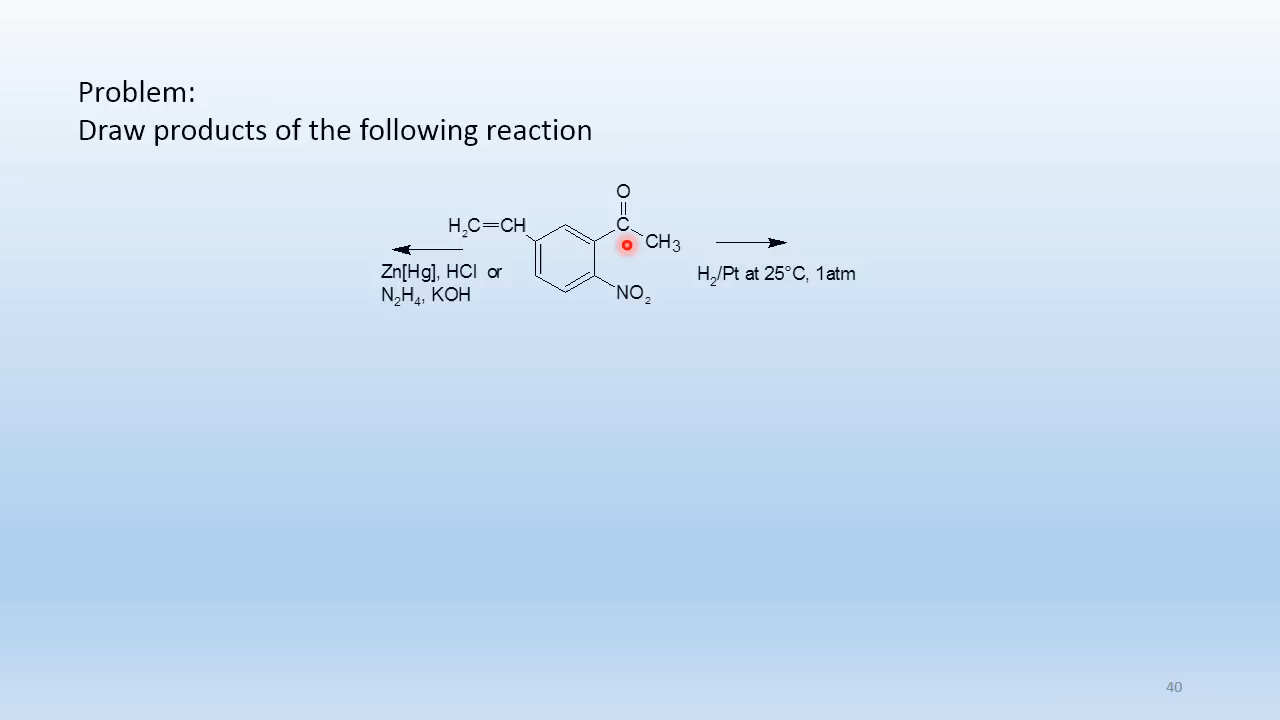 Problem:
Draw products of the following reaction
O
H₂C=CH
C
CH₃
Zn[Hg], HCl or
N₂H₄, KOH
H₂/Pt at 25°C, 1atm
NO₂
40